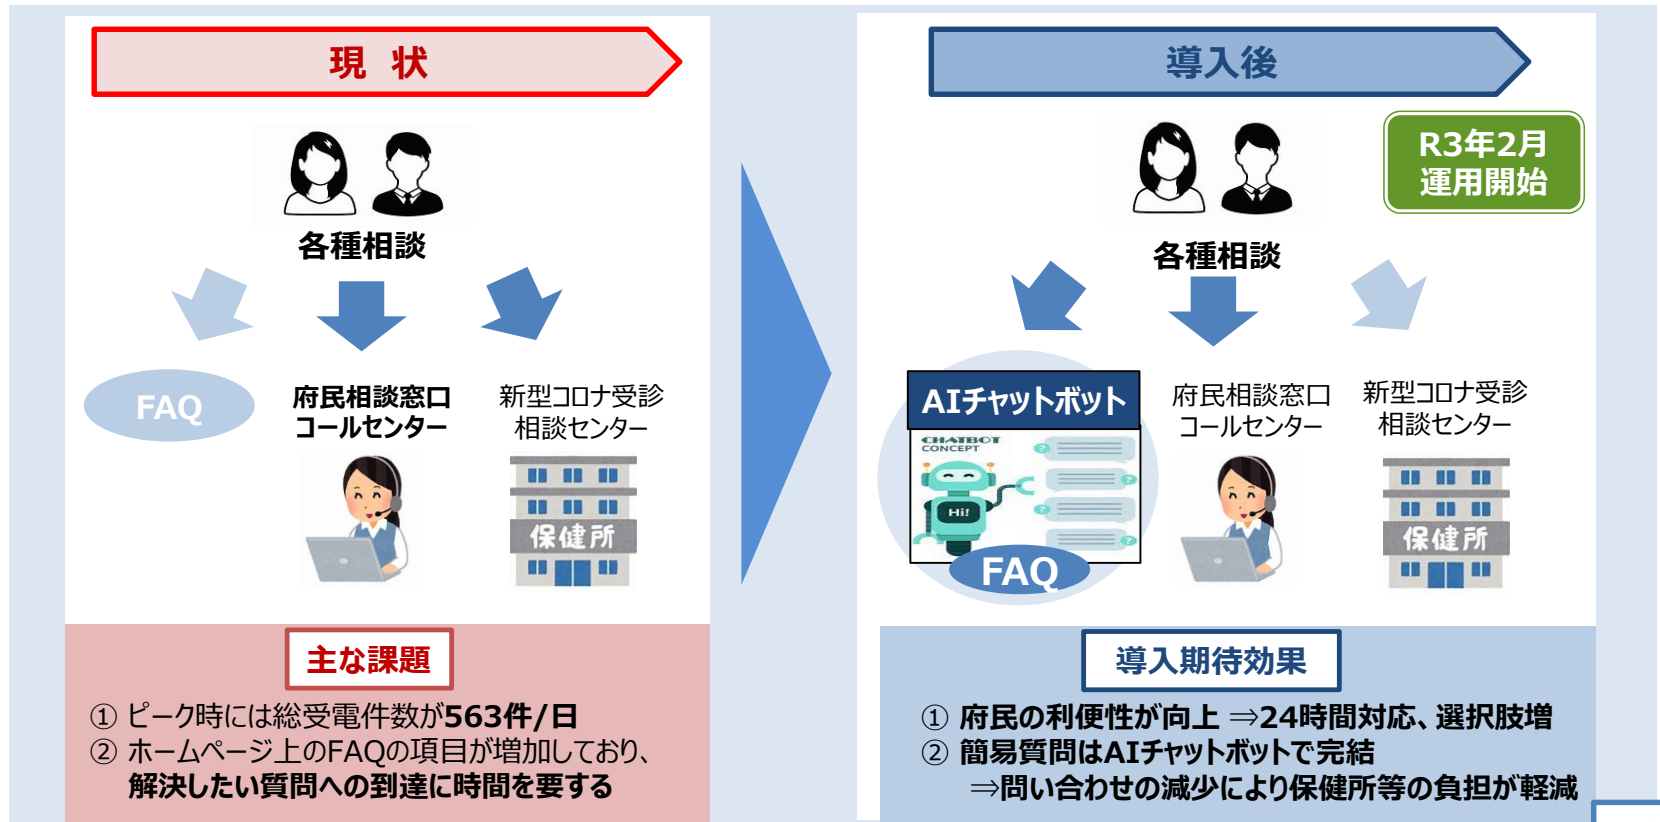 現 状
各種相談
FAQ
府民相談窓口
コールセンター
新型コロナ受診
相談センター
保健所
主な課題
① ピーク時には総受電件数が563件/日
② ホームページ上のFAQの項目が増加しており、
解決したい質問への到達に時間を要する
導入後
R3年2月
運用開始
各種相談
AIチャットボット
CHATBOT
CONCEPT
Hi!
FAQ
府民相談窓口
コールセンター
新型コロナ受診
相談センター
保健所
導入期待効果
① 府民の利便性が向上 ⇒24時間対応、選択肢増
② 簡易質問はAIチャットボットで完結
⇒問い合わせの減少により保健所等の負担が軽減